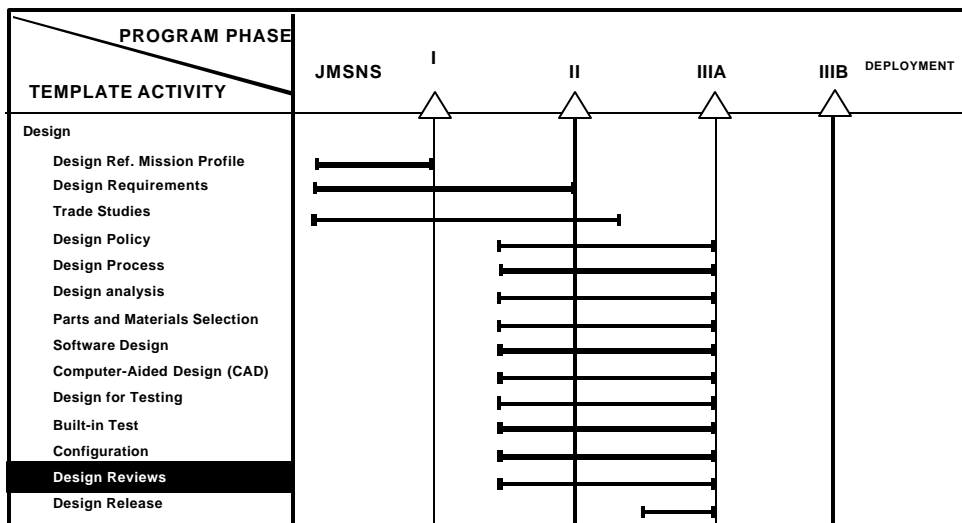 PROGRAM PHASE
TEMPLATE ACTIVITY
JMSNS
I
II
IIIA
IIIB
DEPLOYMENT
Design
Design Ref. Mission Profile
Design Requirements
Trade Studies
Design Policy
Design Process
Design analysis
Parts and Materials Selection
Software Design
Computer-Aided Design (CAD)
Design for Testing
Built-in Test
Configuration
Design Reviews
Design Release